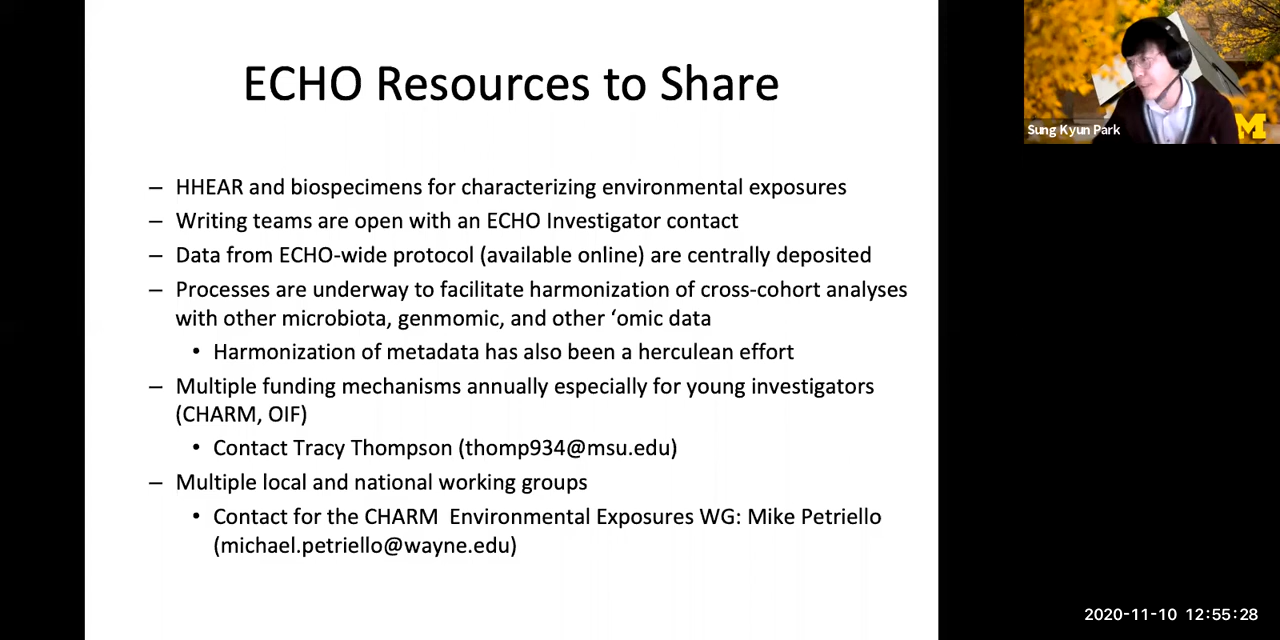 ECHO Resources to Share
– HHEAR and biospecimens for characterizing environmental exposures
– Writing teams are open with an ECHO Investigator contact
– Data from ECHO-wide protocol (available online) are centrally deposited
– Processes are underway to facilitate harmonization of cross-cohort analyses
with other microbiota, genmomic, and other ‘omic data
• Harmonization of metadata has also been a herculean effort
– Multiple funding mechanisms annually especially for young investigators
(CHARM, OIF)
• Contact Tracy Thompson (thomp934@msu.edu)
– Multiple local and national working groups
• Contact for the CHARM Environmental Exposures WG: Mike Petriello
(michael.petriello@wayne.edu)
Sung Kyun Park
M
2020-11-10 12:55:28